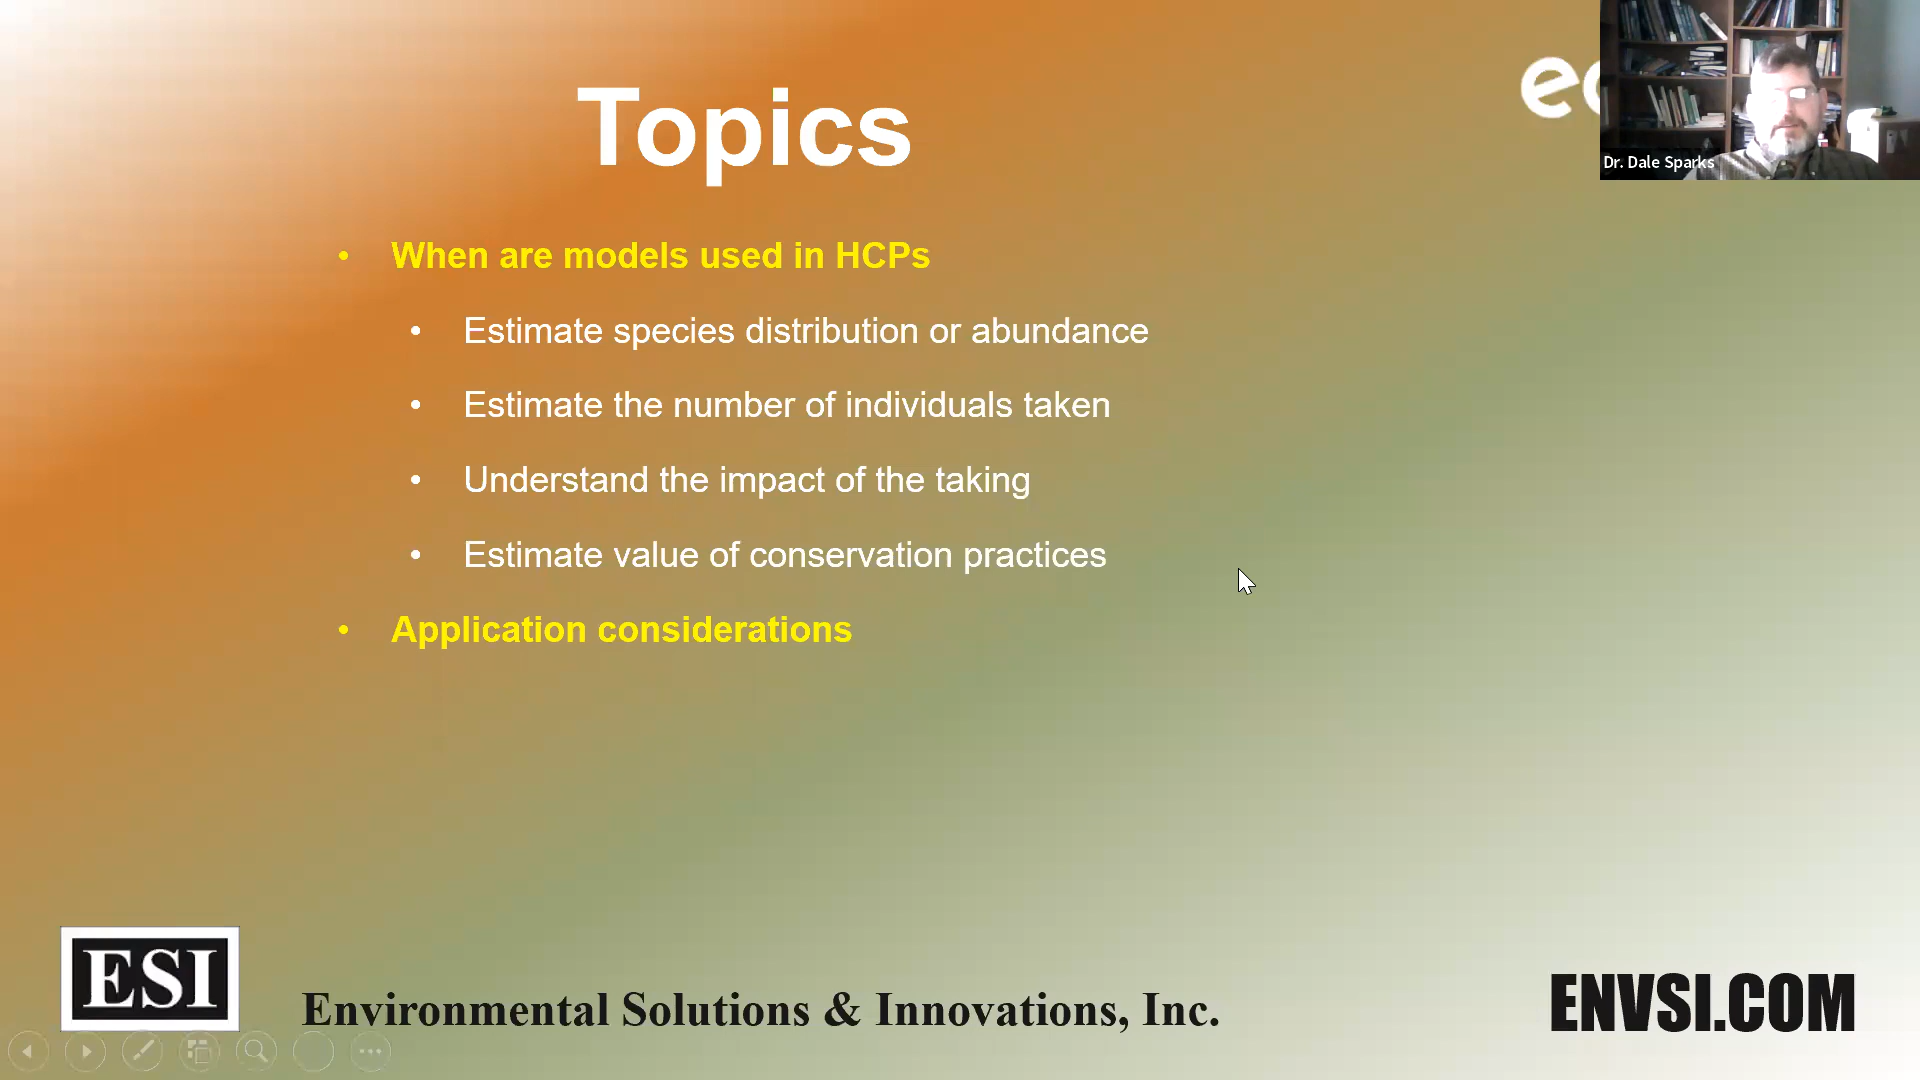 Topics
Dr. Dale Sparks
• When are models used in HCPs
• Estimate species distribution or abundance
• Estimate the number of individuals taken
• Understand the impact of the taking
• Estimate value of conservation practices
• Application considerations
ESI
Environmental Solutions & Innovations, Inc.
ENVSI.COM